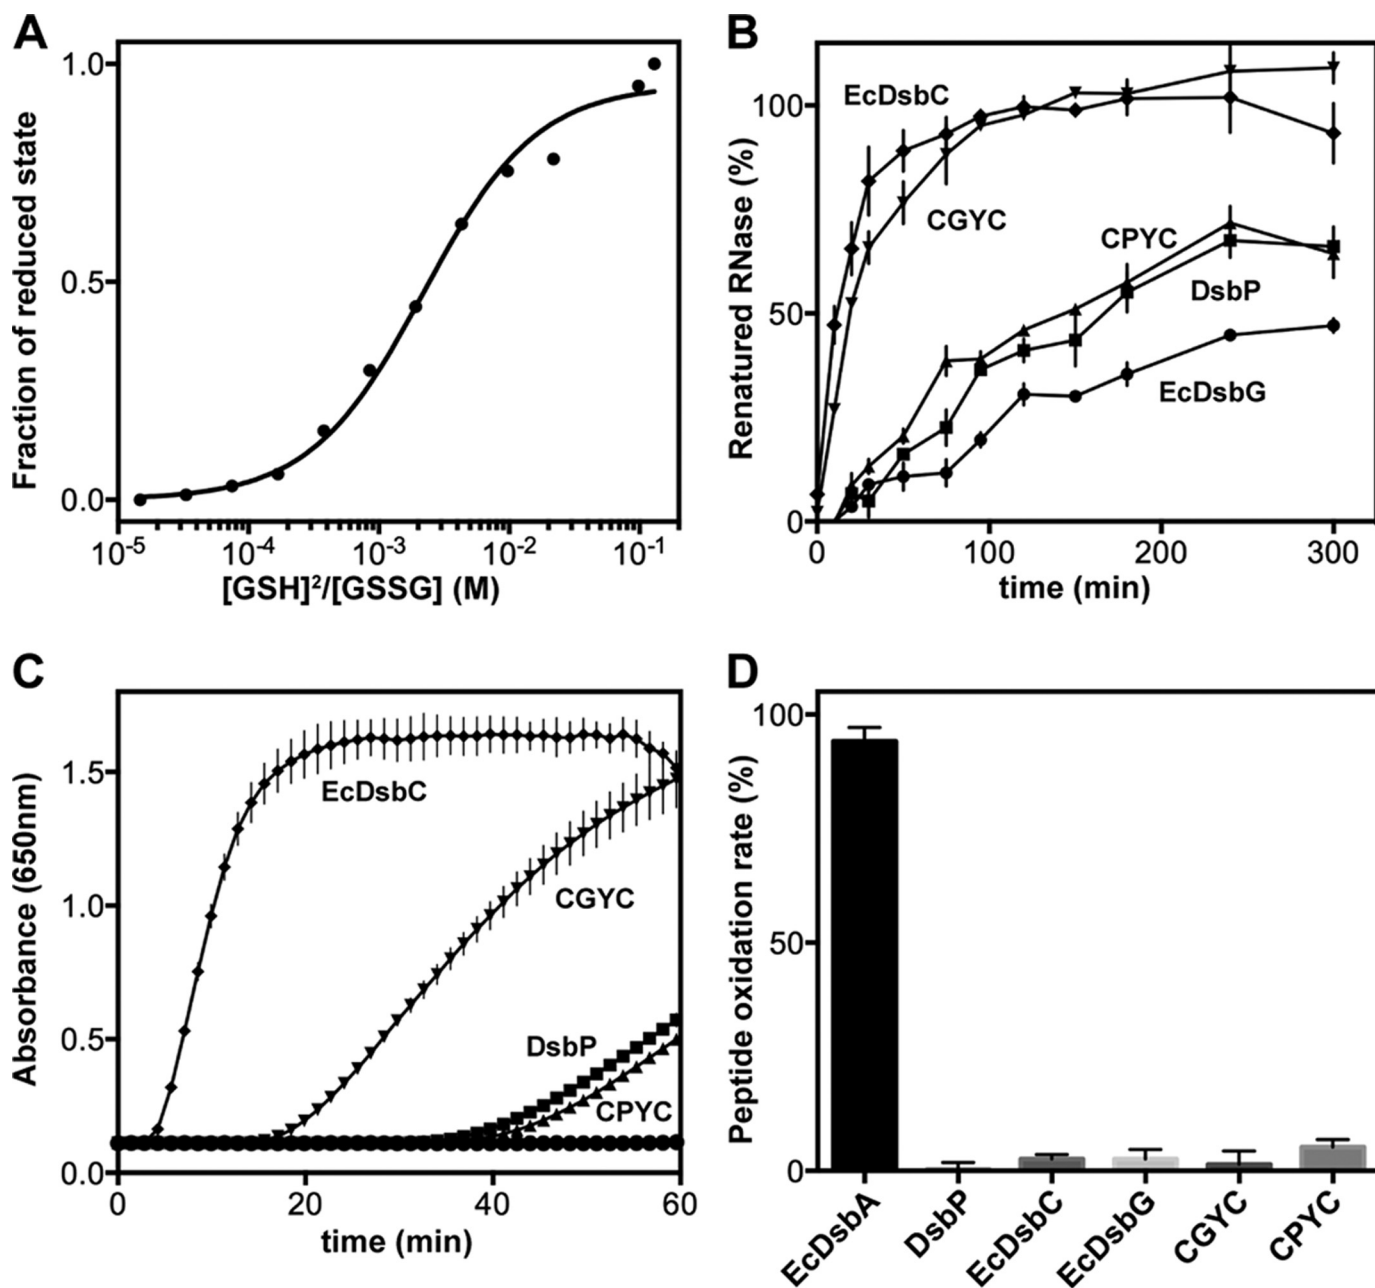 A
Fraction of reduced state
1.0
0.5
0.0
10-5
10-4
10-3
10-2
10-1
[GSH]2/[GSSG] (M)
B
Renatured RNase (%)
100
50
0
EcDsbC
CGYC
CPYC
DsbP
EcDsbG
0
100
200
300
time (min)
C
Absorbance (650nm)
1.5
1.0
0.5
0.0
EcDsbC
CGYC
DsbP
CPYC
0
20
40
60
time (min)
D
Peptide oxidation rate (%)
100
50
0
EcDsbA
DsbP
EcDsbC
EcDsbG
CGYC
CPYC